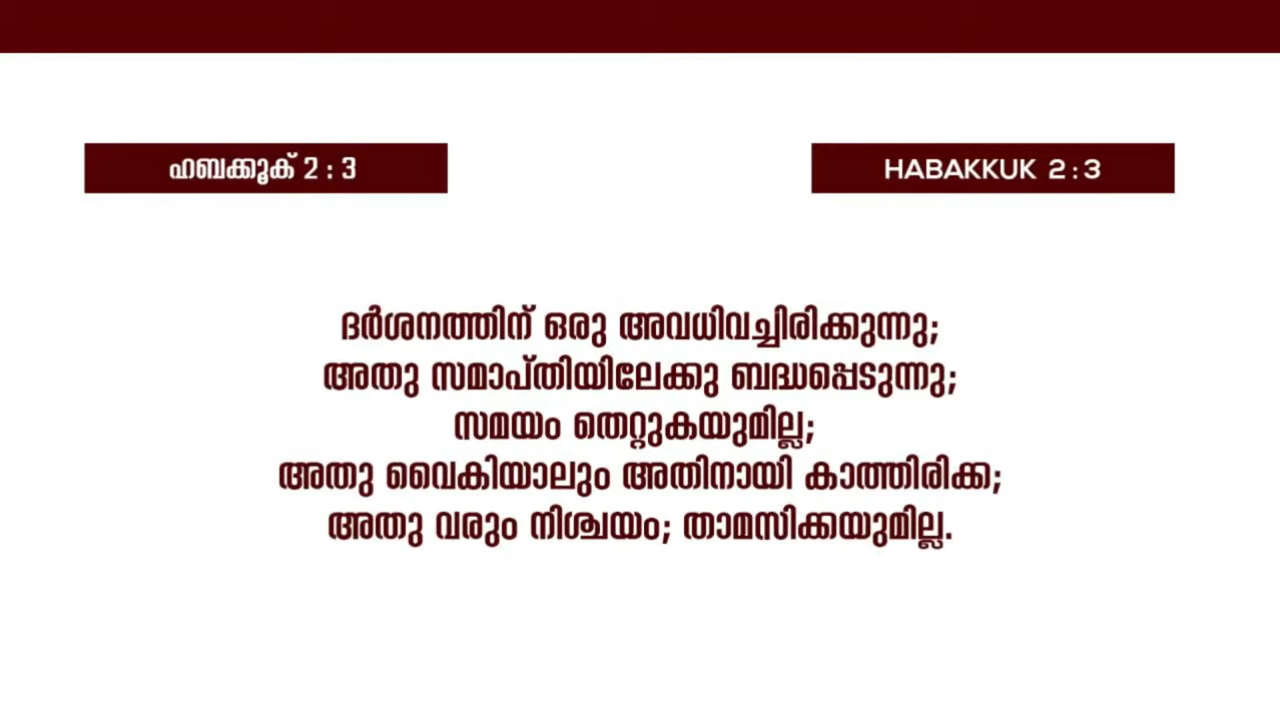 ഹബക്കൂക് 2 : 3
HABAKKUK 2 : 3
ദർശനത്തിന് ഒരു അവധിവച്ചിരിക്കുന്നു;
അതു സമാപ്തിയിലേക്കു ബദ്ധപ്പെടുന്നു;
സമയം തെറ്റുകയുമില്ല;
അതു വൈകിയാലും അതിനായി കാത്തിരിക്ക;
അതു വരും നിശ്ചയം; താമസിക്കയുമില്ല.